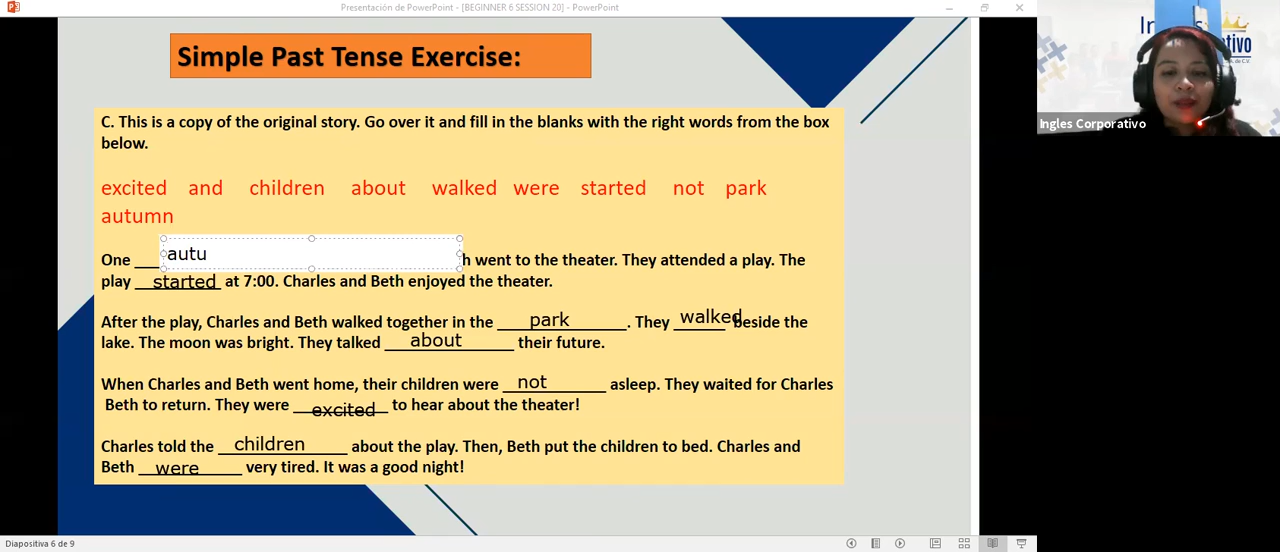 Presentación de PowerPoint - [BEGINNER 6 SESSION 20] - PowerPoint
Simple Past Tense Exercise:
Ingles Corporativo
C. This is a copy of the original story. Go over it and fill in the blanks with the right words from the box
below.
excited and children about walked were started not park
autumn
One ___ autu h went to the theater. They attended a play. The
play started at 7:00. Charles and Beth enjoyed the theater.
After the play, Charles and Beth walked together in the park. They walked beside the
lake. The moon was bright. They talked about their future.
When Charles and Beth went home, their children were not asleep. They waited for Charles
Beth to return. They were excited to hear about the theater!
Charles told the children about the play. Then, Beth put the children to bed. Charles and
Beth were very tired. It was a good night!
Diapositiva 6 de 9